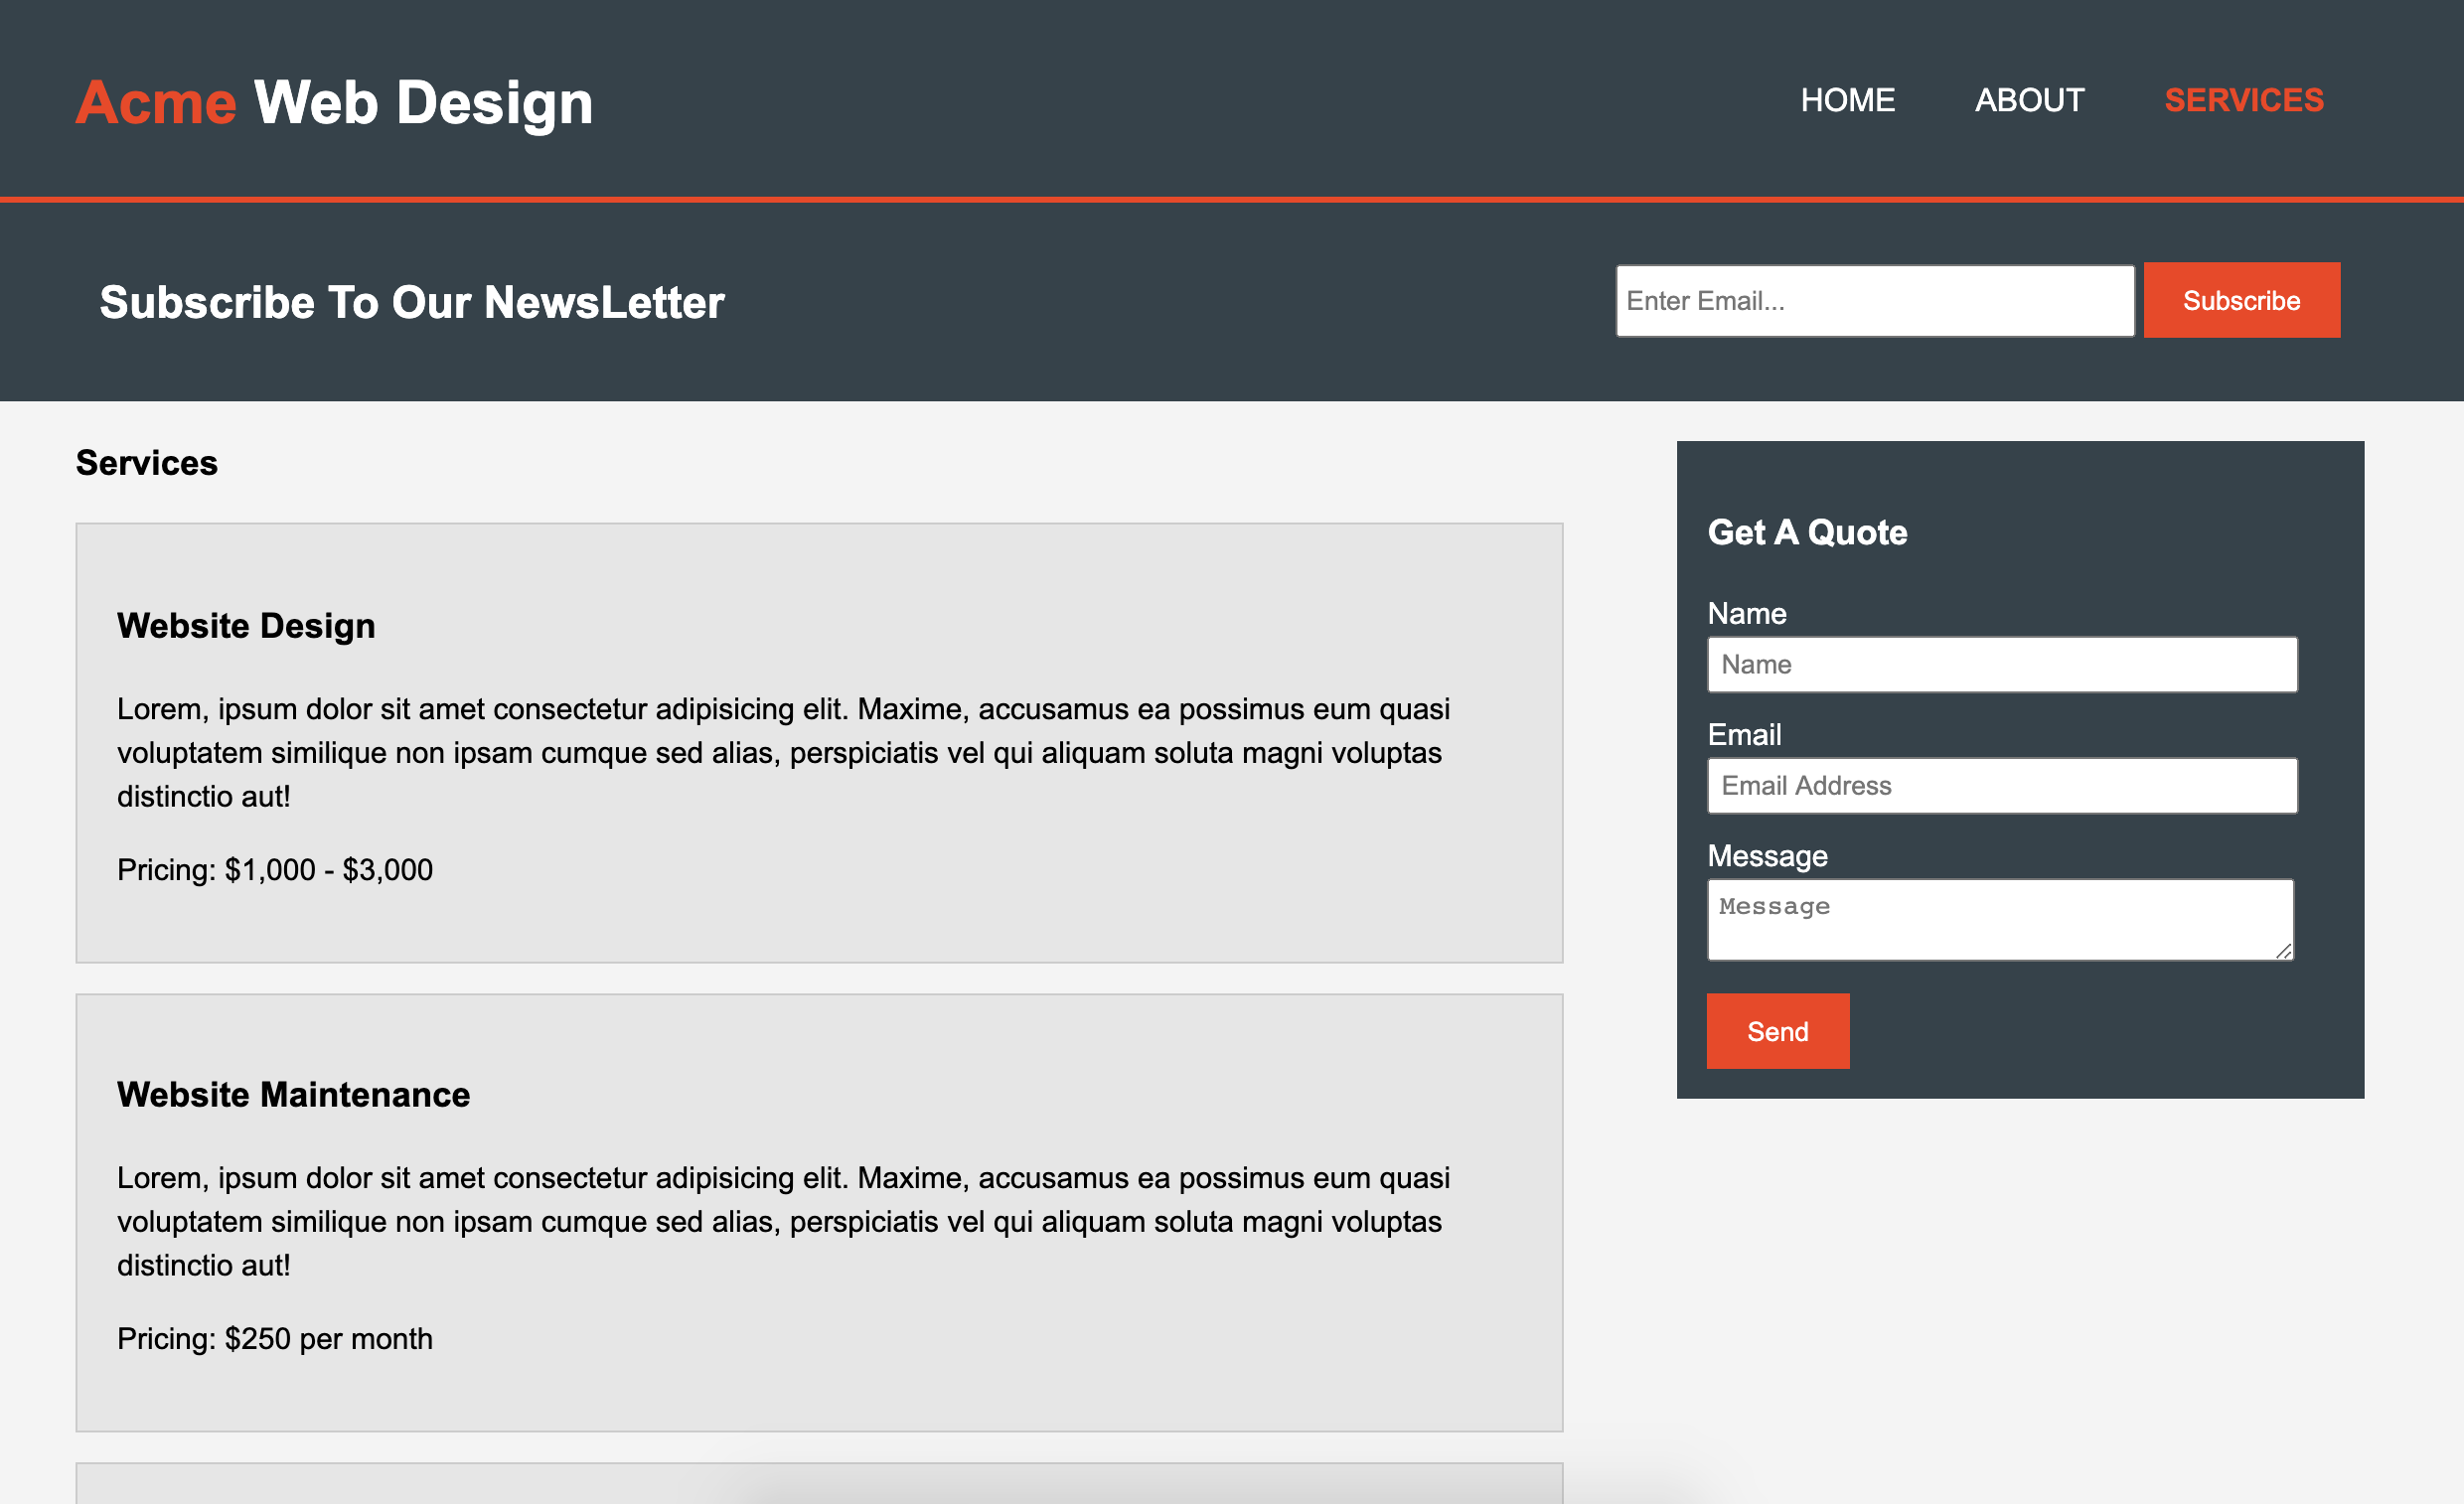 Acme Web Design
HOME ABOUT SERVICES
Subscribe To Our NewsLetter
Enter Email...
Subscribe
Services
Website Design
Lorem, ipsum dolor sit amet consectetur adipisicing elit. Maxime, accusamus ea possimus eum quasi
voluptatem similique non ipsam cumque sed alias, perspiciatis vel qui aliquam soluta magni voluptas
distinctio aut!
Pricing: $1,000 - $3,000
Website Maintenance
Lorem, ipsum dolor sit amet consectetur adipisicing elit. Maxime, accusamus ea possimus eum quasi
voluptatem similique non ipsam cumque sed alias, perspiciatis vel qui aliquam soluta magni voluptas
distinctio aut!
Pricing: $250 per month
Get A Quote
Name
Name
Email
Email Address
Message
Message
Send